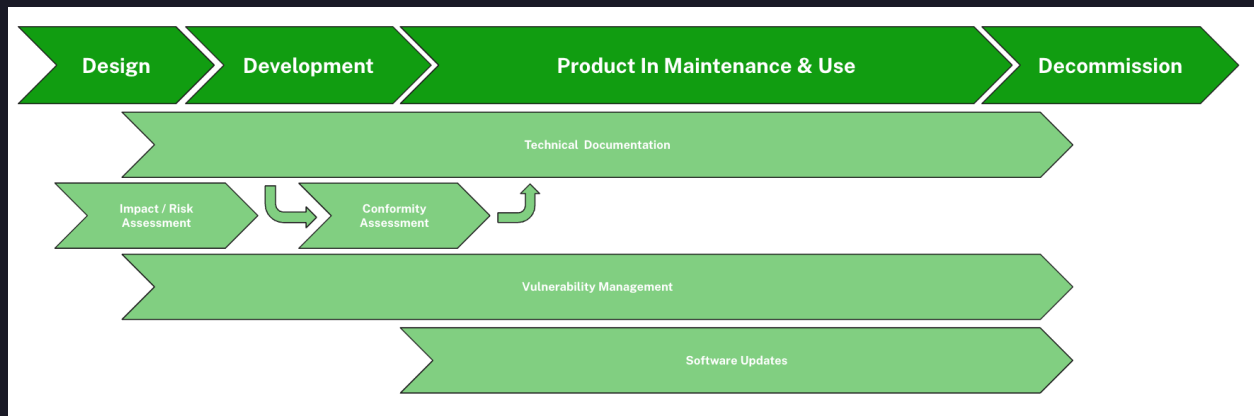 Design
Development
Product In Maintenance & Use
Decommission
Technical Documentation
Impact / Risk
Assessment
Conformity
Assessment
Vulnerability Management
Software Updates